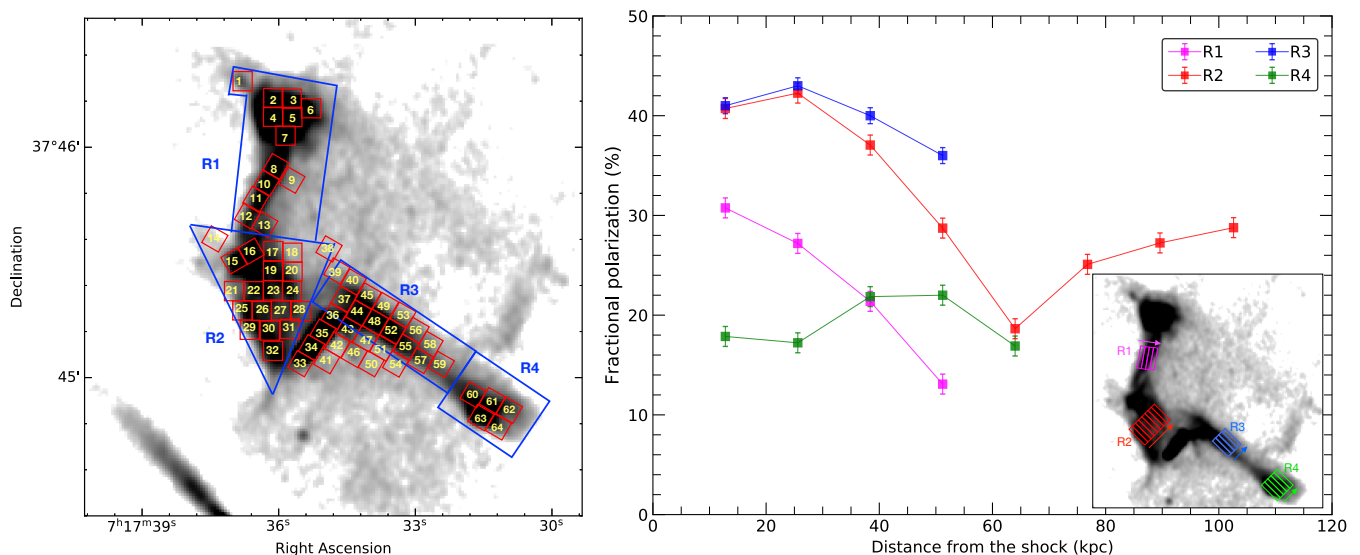 37°46'
45'
Declination
7ʰ17ᵐ39ˢ
36ˢ
33ˢ
30ˢ
Right Ascension
R1
R2
R3
R4
1
2 3
4 5 6
7
8
9
10
11
12
13
14
15 16 17 18
19 20
21 22 23 24
25 26 27 28
29 30 31
32
33
34
35
36
37
38
39
40
41
42
43
44
45
46
47
48
49
50
51
52
53
54
55
56
57
58
59
60
61
62
63
64
50
40
30
20
10
0
Fractional polarization (%)
R1 R3
R2 R4
R1
R2
R3
R4
0 20 40 60 80 100 120
Distance from the shock (kpc)